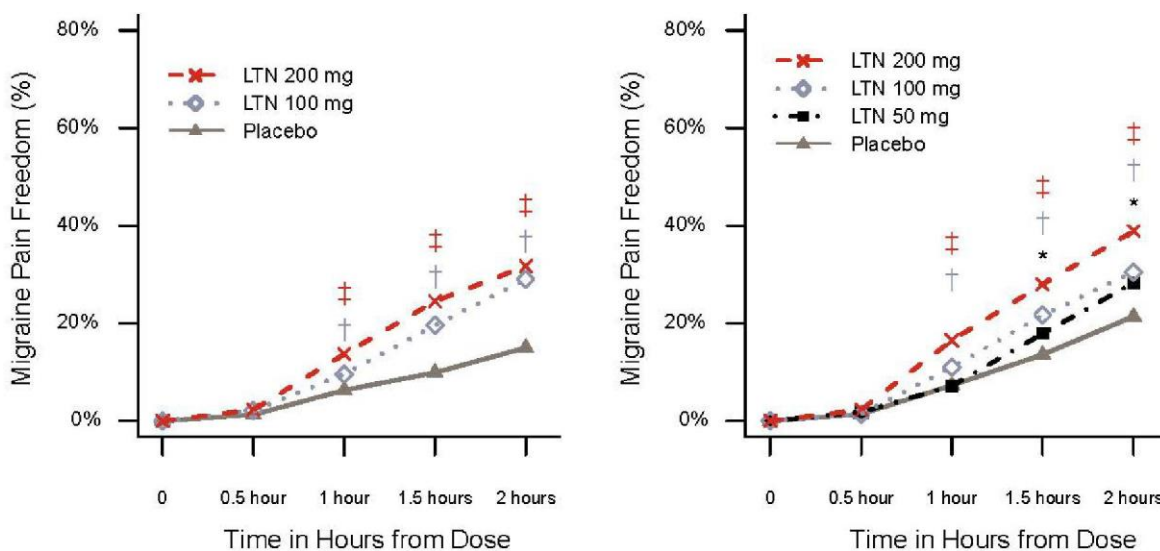 80%
60%
40%
20%
0%
Migraine Pain Freedom (%)
LTN 200 mg
LTN 100 mg
Placebo
‡ ‡ ‡
† † †
0 0.5 hour 1 hour 1.5 hours 2 hours
Time in Hours from Dose
80%
60%
40%
20%
0%
Migraine Pain Freedom (%)
LTN 200 mg
LTN 100 mg
LTN 50 mg
Placebo
‡ ‡ ‡
† † †
* *
0 0.5 hour 1 hour 1.5 hours 2 hours
Time in Hours from Dose